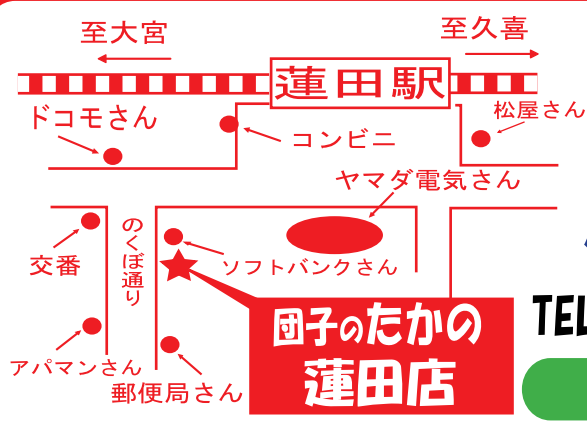 至大宮
至久喜
蓮田駅
ドコモさん
コンビニ
松屋さん
ヤマダ電気さん
交番
のくぼ通り
ソフトバンクさん
アパマンさん
郵便局さん
団子のたかの
蓮田店
TEL